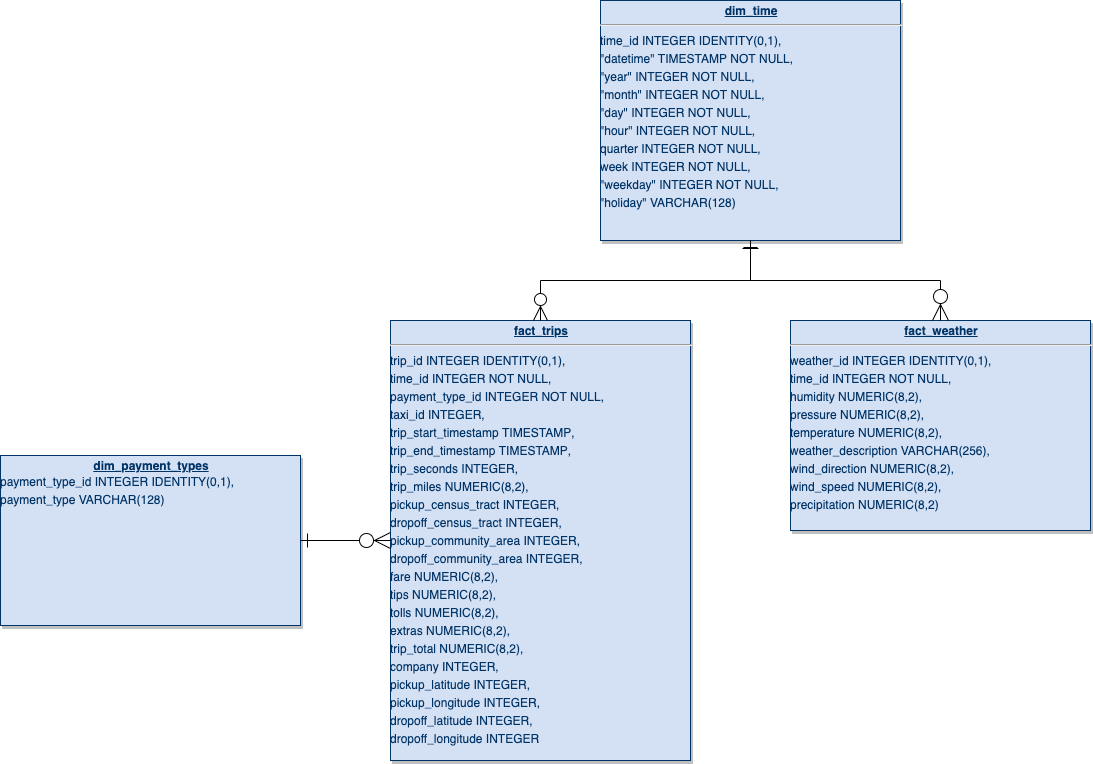 dim_time
time_id INTEGER IDENTITY(0,1),
"datetime" TIMESTAMP NOT NULL,
"year" INTEGER NOT NULL,
"month" INTEGER NOT NULL,
"day" INTEGER NOT NULL,
"hour" INTEGER NOT NULL,
quarter INTEGER NOT NULL,
week INTEGER NOT NULL,
"weekday" INTEGER NOT NULL,
"holiday" VARCHAR(128)
fact_trips
trip_id INTEGER IDENTITY(0,1),
time_id INTEGER NOT NULL,
payment_type_id INTEGER NOT NULL,
taxi_id INTEGER,
trip_start_timestamp TIMESTAMP,
trip_end_timestamp TIMESTAMP,
trip_seconds INTEGER,
trip_miles NUMERIC(8,2),
pickup_census_tract INTEGER,
dropoff_census_tract INTEGER,
pickup_community_area INTEGER,
dropoff_community_area INTEGER,
fare NUMERIC(8,2),
tips NUMERIC(8,2),
tolls NUMERIC(8,2),
extras NUMERIC(8,2),
trip_total NUMERIC(8,2),
company INTEGER,
pickup_latitude INTEGER,
pickup_longitude INTEGER,
dropoff_latitude INTEGER,
dropoff_longitude INTEGER
fact_weather
weather_id INTEGER IDENTITY(0,1),
time_id INTEGER NOT NULL,
humidity NUMERIC(8,2),
pressure NUMERIC(8,2),
temperature NUMERIC(8,2),
weather_description VARCHAR(256),
wind_direction NUMERIC(8,2),
wind_speed NUMERIC(8,2),
precipitation NUMERIC(8,2)
dim_payment_types
payment_type_id INTEGER IDENTITY(0,1),
payment_type VARCHAR(128)